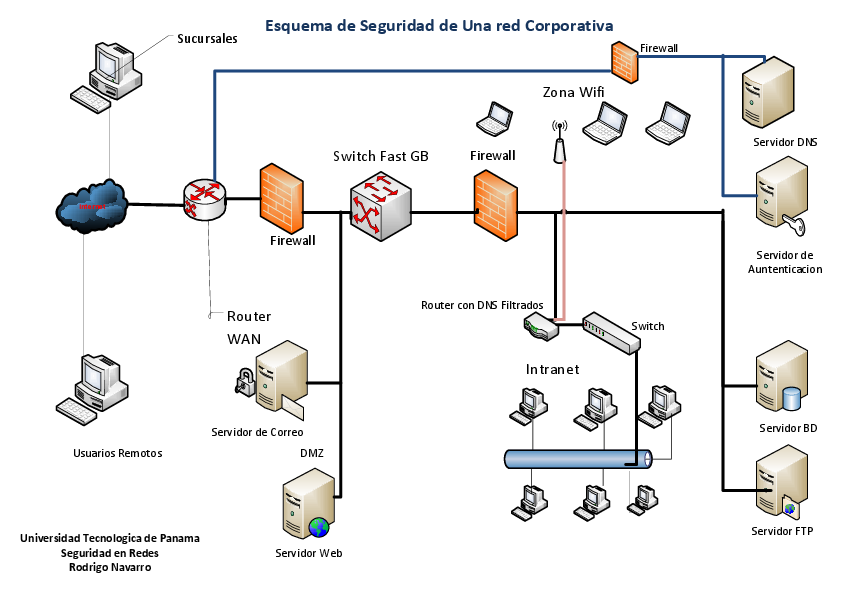 Esquema de Seguridad de Una red Corporativa
Sucursales
Firewall
Zona Wifi
Servidor DNS
Switch Fast GB
Firewall
Internet
Firewall
Servidor de
Auntenticacion
Router
WAN
Router con DNS Filtrados
Switch
Intranet
Servidor de Correo
Servidor BD
Usuarios Remotos
DMZ
Servidor Web
Servidor FTP
Universidad Tecnologica de Panama
Seguridad en Redes
Rodrigo Navarro